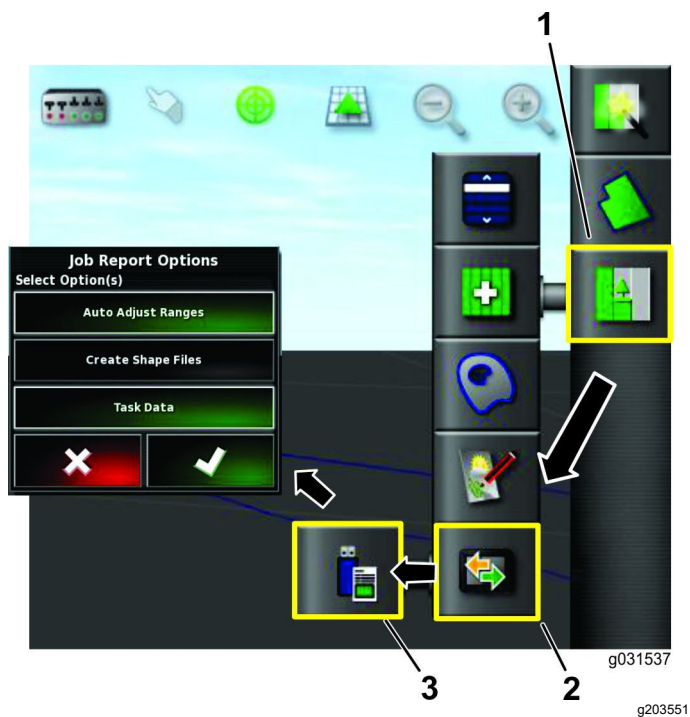 1
Job Report Options
Select Option(s)
Auto Adjust Ranges
Create Shape Files
Task Data
3
2
g031537
g203551